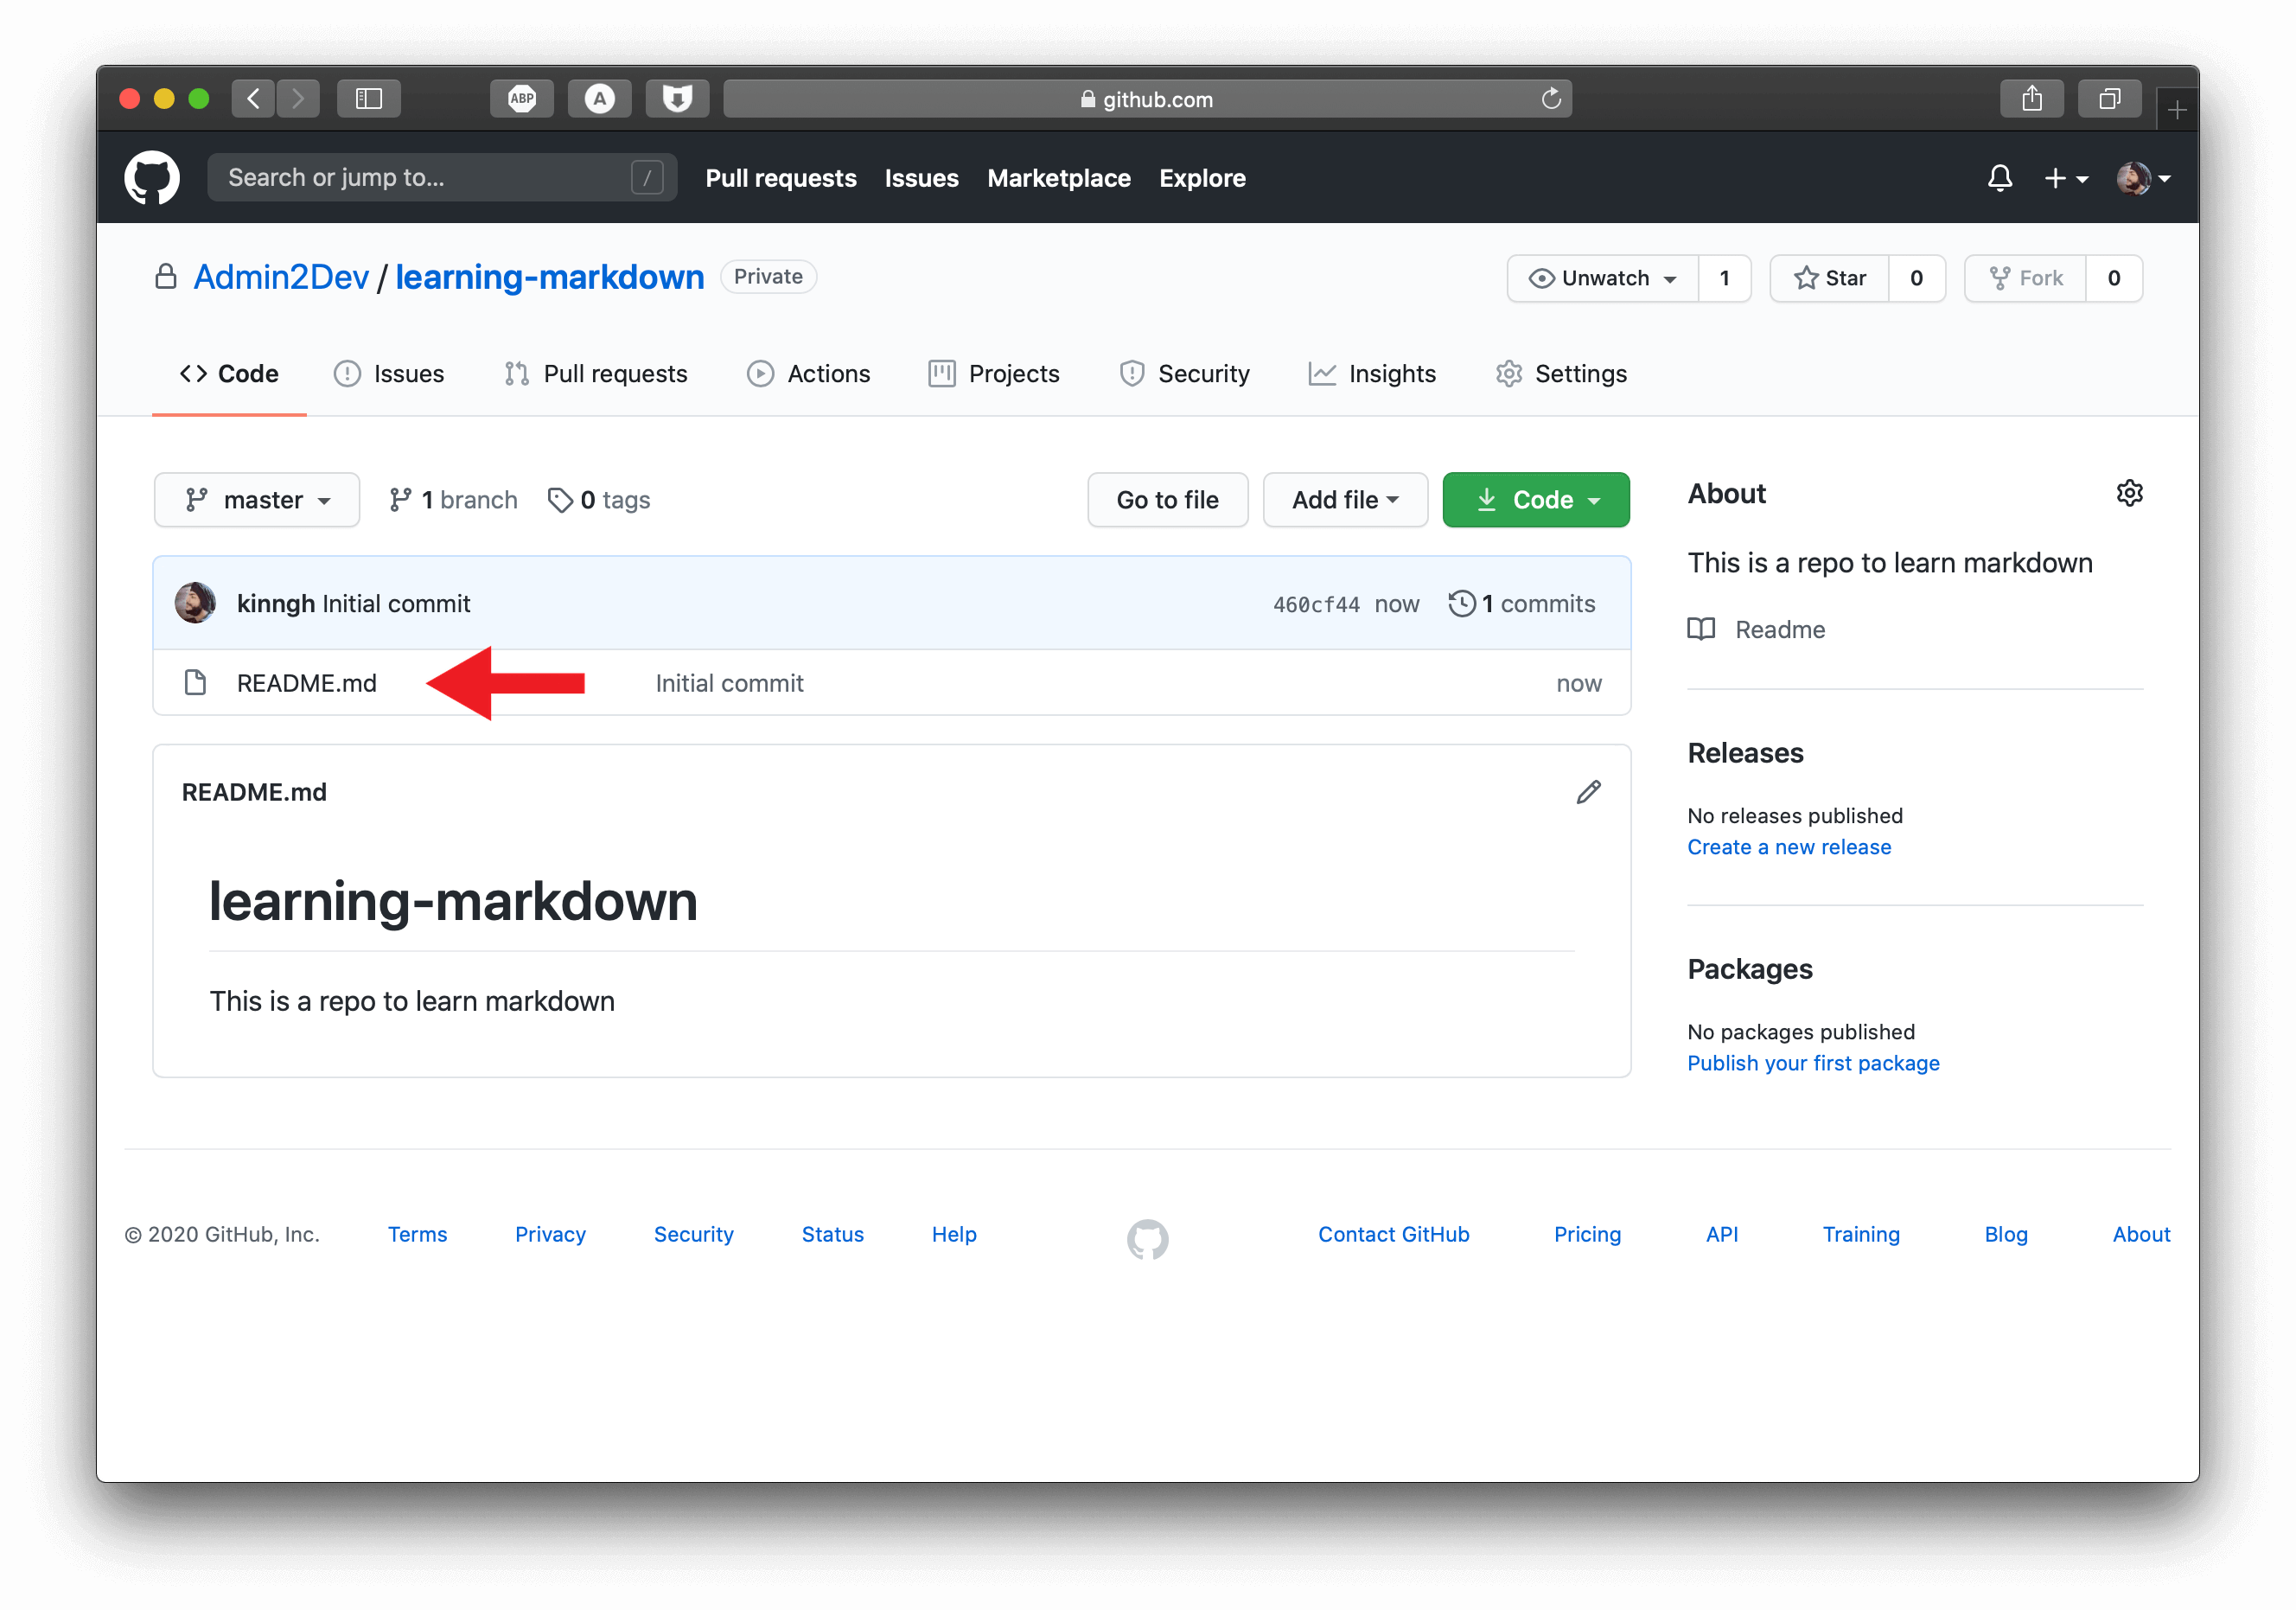 ABP A github.com
Search or jump to... / Pull requests Issues Marketplace Explore
Admin2Dev / learning-markdown Private Unwatch 1 Star 0 Fork 0
Code Issues Pull requests Actions Projects Security Insights Settings
master 1 branch 0 tags Go to file Add file Code
kinngh Initial commit 460cf44 now 1 commits
README.md Initial commit now
README.md
learning-markdown
This is a repo to learn markdown
About
This is a repo to learn markdown
Readme
Releases
No releases published
Create a new release
Packages
No packages published
Publish your first package
© 2020 GitHub, Inc. Terms Privacy Security Status Help Contact GitHub Pricing API Training Blog About